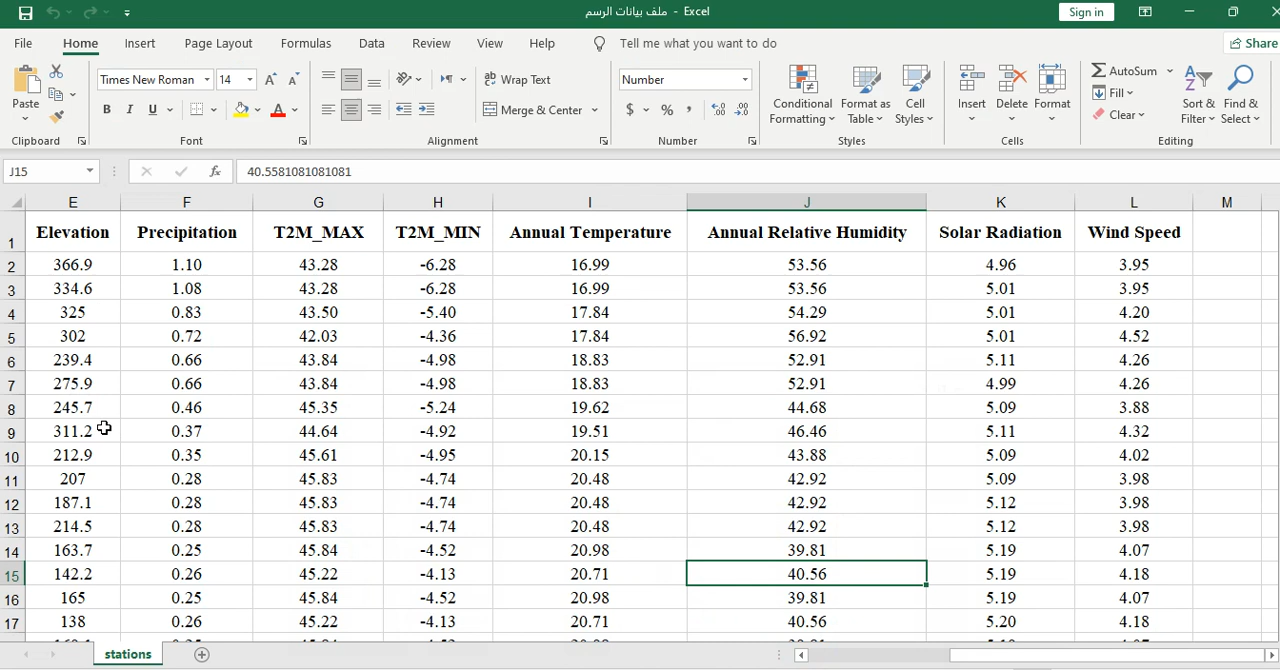 ملف بيانات الرسم - Excel
Sign in
File Home Insert Page Layout Formulas Data Review View Help Tell me what you want to do Share
Times New Roman 14 Wrap Text Number AutoSum
Paste B I U Merge & Center $ % Conditional Formatting Format as Table Cell Styles Insert Delete Format Fill Clear Sort & Filter Find & Select
Clipboard Font Alignment Number Styles Cells Editing
J15 fx 40.5581081081081
E F G H I J K L M
1 Elevation Precipitation T2M_MAX T2M_MIN Annual Temperature Annual Relative Humidity Solar Radiation Wind Speed
2 366.9 1.10 43.28 -6.28 16.99 53.56 4.96 3.95
3 334.6 1.08 43.28 -6.28 16.99 53.56 5.01 3.95
4 325 0.83 43.50 -5.40 17.84 54.29 5.01 4.20
5 302 0.72 42.03 -4.36 17.84 56.92 5.01 4.52
6 239.4 0.66 43.84 -4.98 18.83 52.91 5.11 4.26
7 275.9 0.66 43.84 -4.98 18.83 52.91 4.99 4.26
8 245.7 0.46 45.35 -5.24 19.62 44.68 5.09 3.88
9 311.2 0.37 44.64 -4.92 19.51 46.46 5.11 4.32
10 212.9 0.35 45.61 -4.95 20.15 43.88 5.09 4.02
11 207 0.28 45.83 -4.74 20.48 42.92 5.09 3.98
12 187.1 0.28 45.83 -4.74 20.48 42.92 5.12 3.98
13 214.5 0.28 45.83 -4.74 20.48 42.92 5.12 3.98
14 163.7 0.25 45.84 -4.52 20.98 39.81 5.19 4.07
15 142.2 0.26 45.22 -4.13 20.71 40.56 5.19 4.18
16 165 0.25 45.84 -4.52 20.98 39.81 5.19 4.07
17 138 0.26 45.22 -4.13 20.71 40.56 5.20 4.18
stations